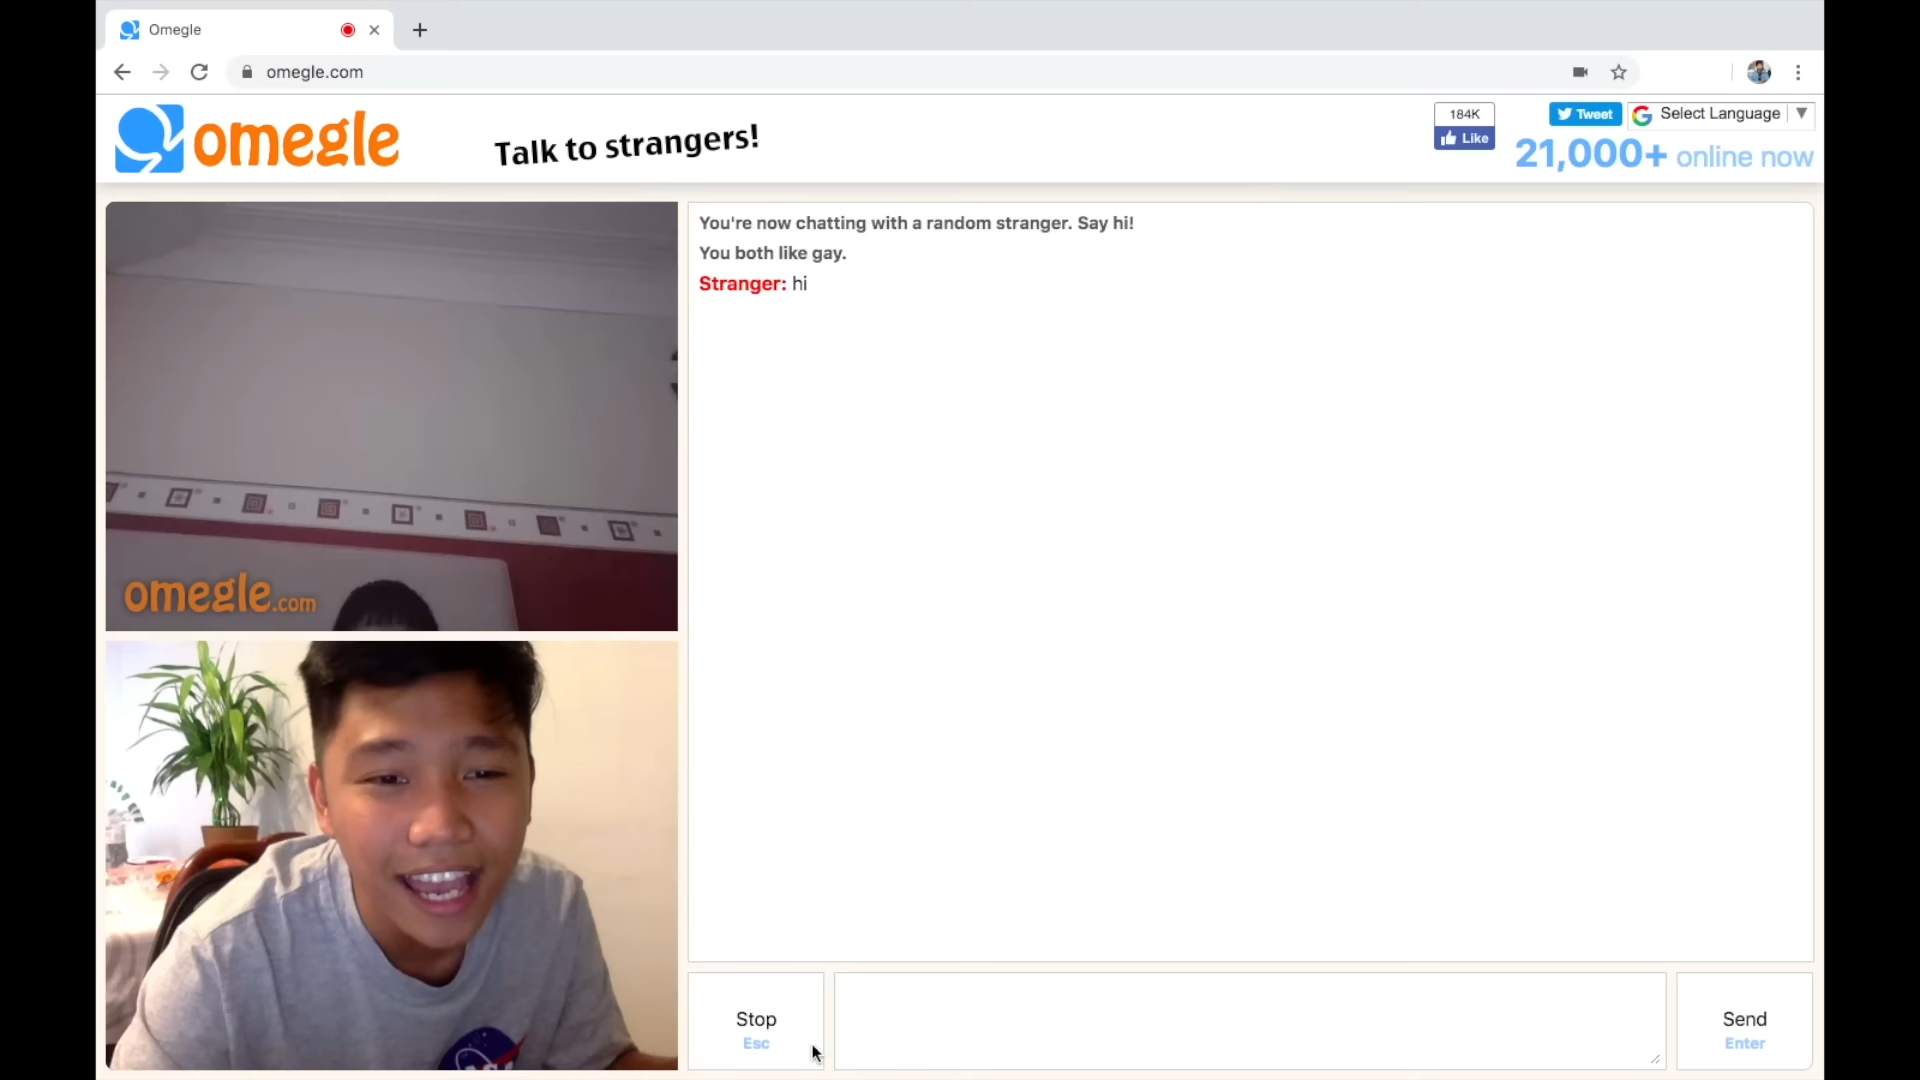 Omegle
omegle.com
omegle
Talk to strangers!
184K
Like
Tweet
Select Language
21,000+ online now
You're now chatting with a random stranger. Say hi!
You both like gay.
Stranger: hi
omegle.com
Stop
Esc
Send
Enter